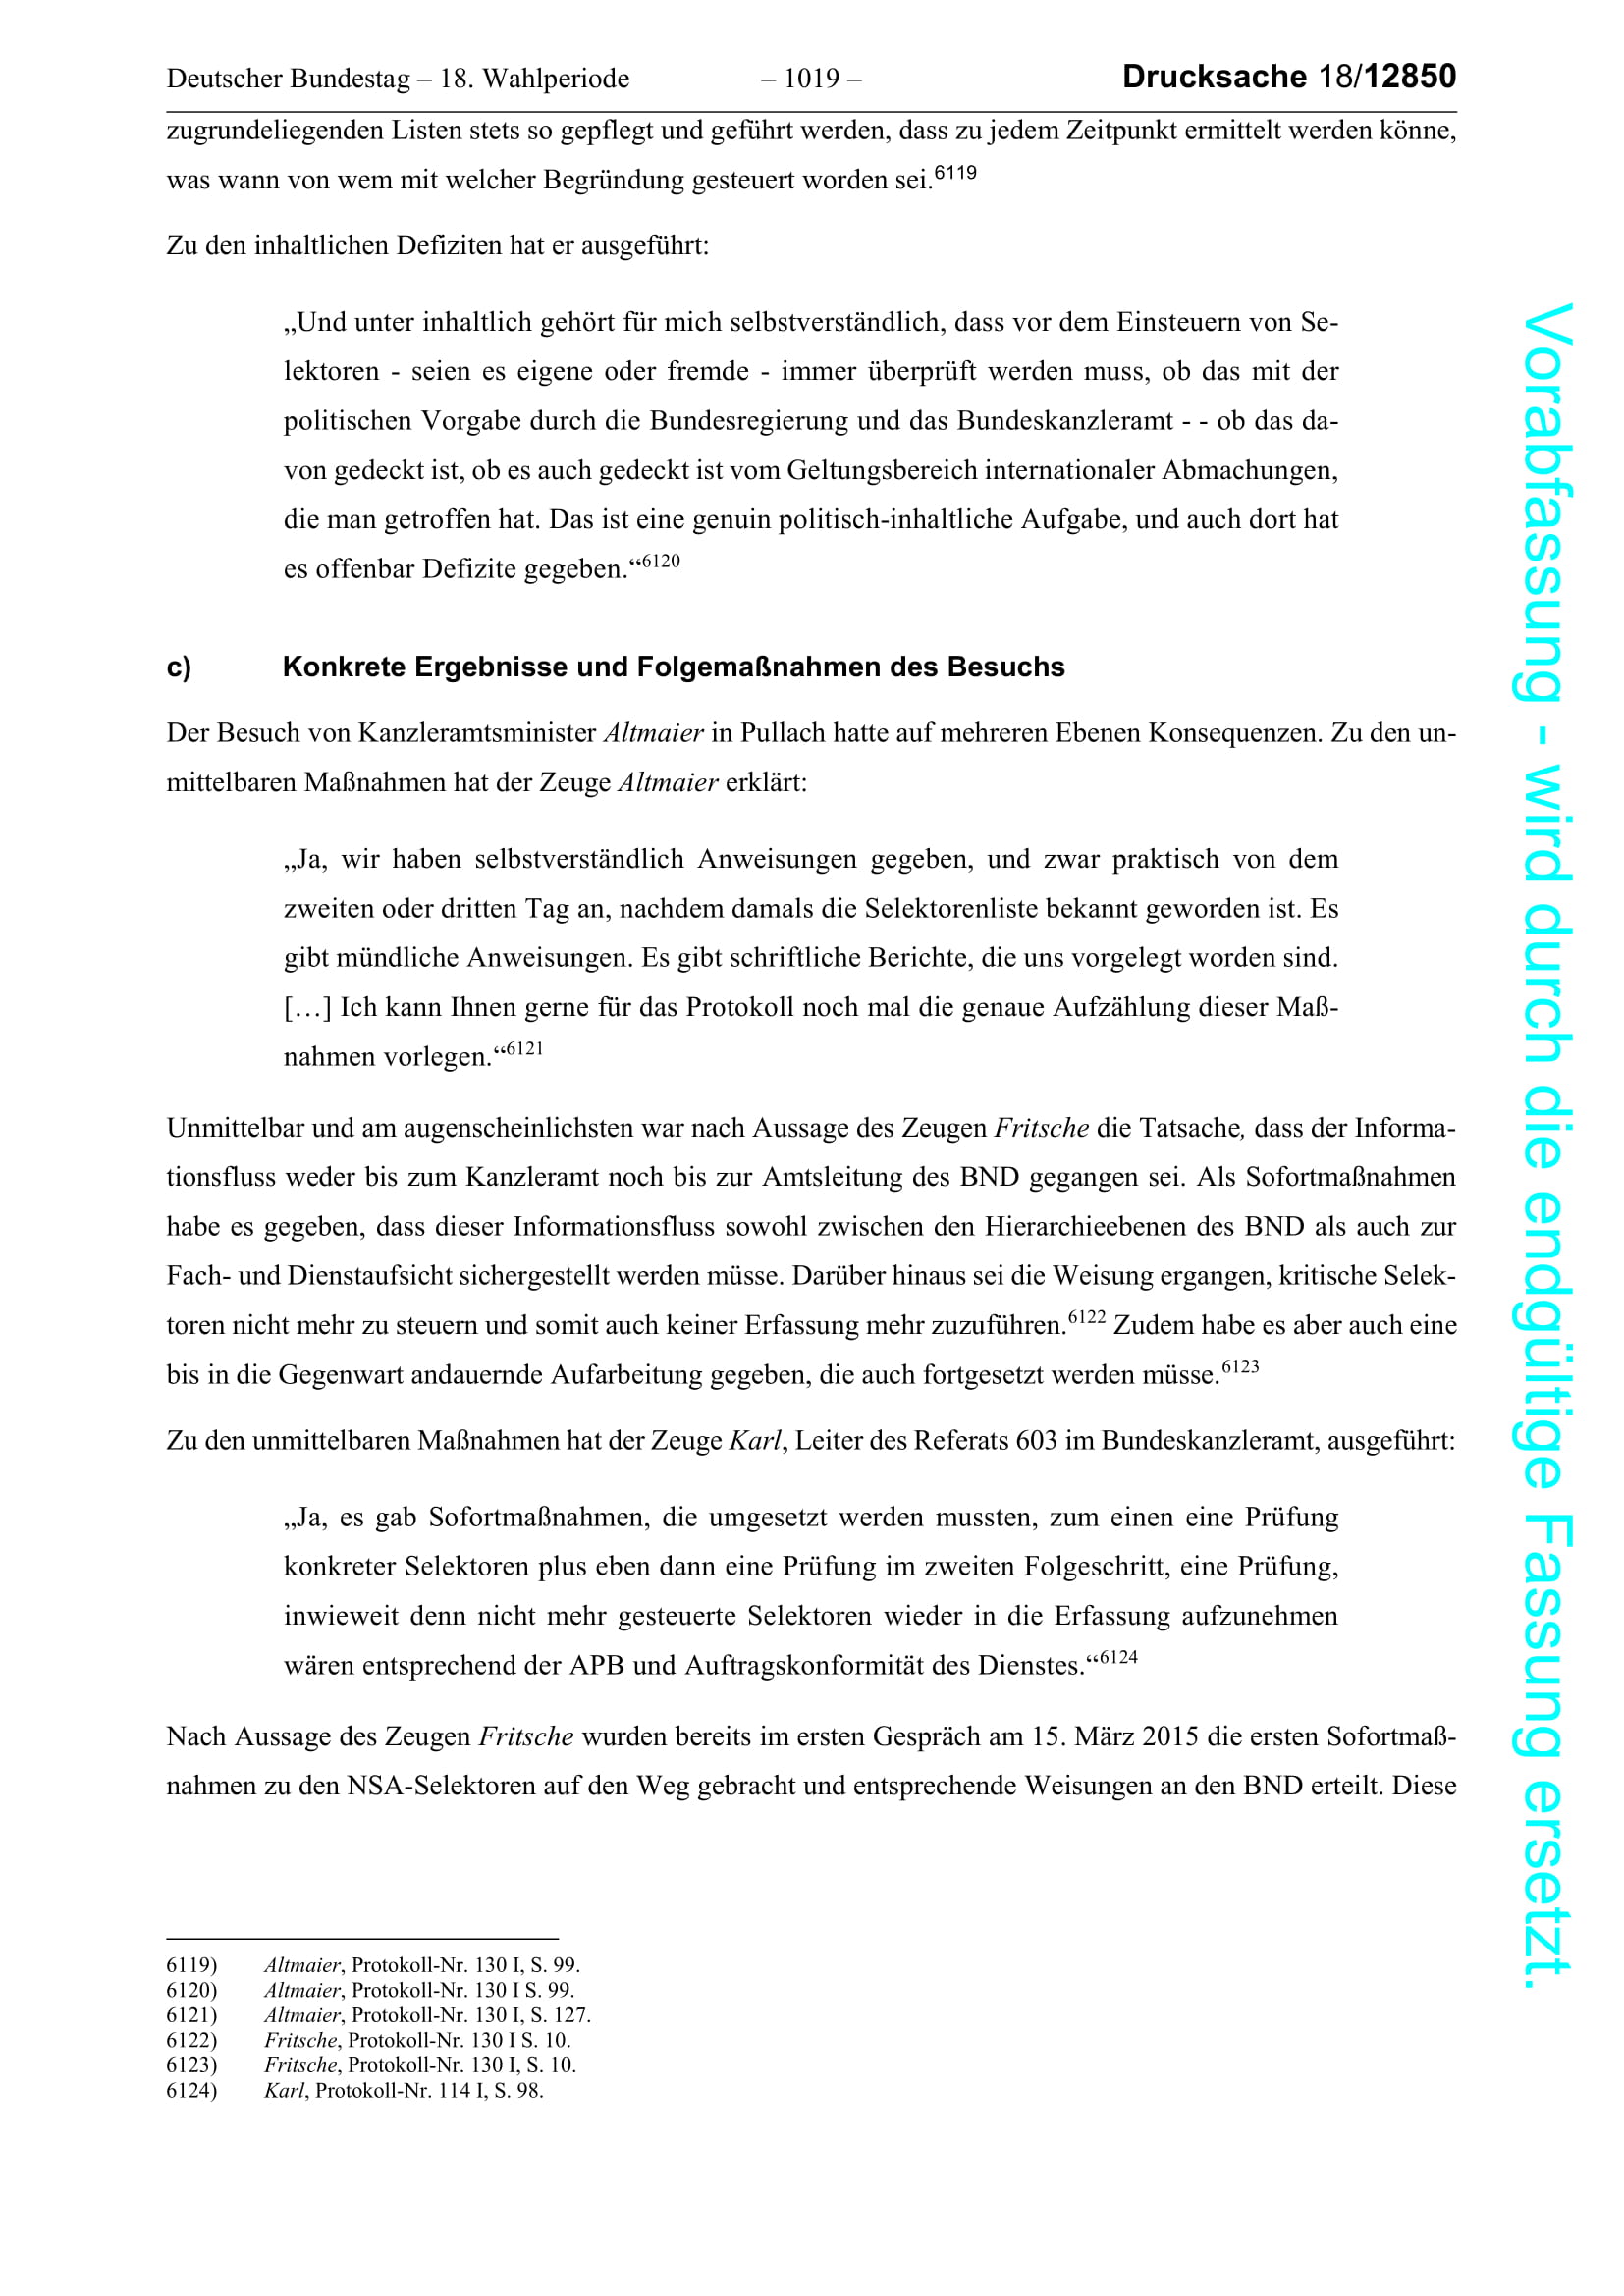 Deutscher Bundestag – 18. Wahlperiode – 1019 – Drucksache 18/12850
zugrundeliegenden Listen stets so gepflegt und geführt werden, dass zu jedem Zeitpunkt ermittelt werden könne,
was wann von wem mit welcher Begründung gesteuert worden sei.6119
Zu den inhaltlichen Defiziten hat er ausgeführt:
„Und unter inhaltlich gehört für mich selbstverständlich, dass vor dem Einsteuern von Se-
lektoren - seien es eigene oder fremde - immer überprüft werden muss, ob das mit der
politischen Vorgabe durch die Bundesregierung und das Bundeskanzleramt - - ob das da-
von gedeckt ist, ob es auch gedeckt ist vom Geltungsbereich internationaler Abmachungen,
die man getroffen hat. Das ist eine genuin politisch-inhaltliche Aufgabe, und auch dort hat
es offenbar Defizite gegeben.“6120
c) Konkrete Ergebnisse und Folgemaßnahmen des Besuchs
Der Besuch von Kanzleramtsminister Altmaier in Pullach hatte auf mehreren Ebenen Konsequenzen. Zu den un-
mittelbaren Maßnahmen hat der Zeuge Altmaier erklärt:
„Ja, wir haben selbstverständlich Anweisungen gegeben, und zwar praktisch von dem
zweiten oder dritten Tag an, nachdem damals die Selektorenliste bekannt geworden ist. Es
gibt mündliche Anweisungen. Es gibt schriftliche Berichte, die uns vorgelegt worden sind.
[…] Ich kann Ihnen gerne für das Protokoll noch mal die genaue Aufzählung dieser Maß-
nahmen vorlegen.“6121
Unmittelbar und am augenscheinlichsten war nach Aussage des Zeugen Fritsche die Tatsache, dass der Informa-
tionsfluss weder bis zum Kanzleramt noch bis zur Amtsleitung des BND gegangen sei. Als Sofortmaßnahmen
habe es gegeben, dass dieser Informationsfluss sowohl zwischen den Hierarchieebenen des BND als auch zur
Fach- und Dienstaufsicht sichergestellt werden müsse. Darüber hinaus sei die Weisung ergangen, kritische Selek-
toren nicht mehr zu steuern und somit auch keiner Erfassung mehr zuzuführen.6122 Zudem habe es aber auch eine
bis in die Gegenwart andauernde Aufarbeitung gegeben, die auch fortgesetzt werden müsse.6123
Zu den unmittelbaren Maßnahmen hat der Zeuge Karl, Leiter des Referats 603 im Bundeskanzleramt, ausgeführt:
„Ja, es gab Sofortmaßnahmen, die umgesetzt werden mussten, zum einen eine Prüfung
konkreter Selektoren plus eben dann eine Prüfung im zweiten Folgeschritt, eine Prüfung,
inwieweit denn nicht mehr gesteuerte Selektoren wieder in die Erfassung aufzunehmen
wären entsprechend der APB und Auftragskonformität des Dienstes.“6124
Nach Aussage des Zeugen Fritsche wurden bereits im ersten Gespräch am 15. März 2015 die ersten Sofortmaß-
nahmen zu den NSA-Selektoren auf den Weg gebracht und entsprechende Weisungen an den BND erteilt. Diese
6119) Altmaier, Protokoll-Nr. 130 I, S. 99.
6120) Altmaier, Protokoll-Nr. 130 I S. 99.
6121) Altmaier, Protokoll-Nr. 130 I, S. 127.
6122) Fritsche, Protokoll-Nr. 130 I S. 10.
6123) Fritsche, Protokoll-Nr. 130 I, S. 10.
6124) Karl, Protokoll-Nr. 114 I, S. 98.
Vorabfassung - wird durch die endgültige Fassung ersetzt.